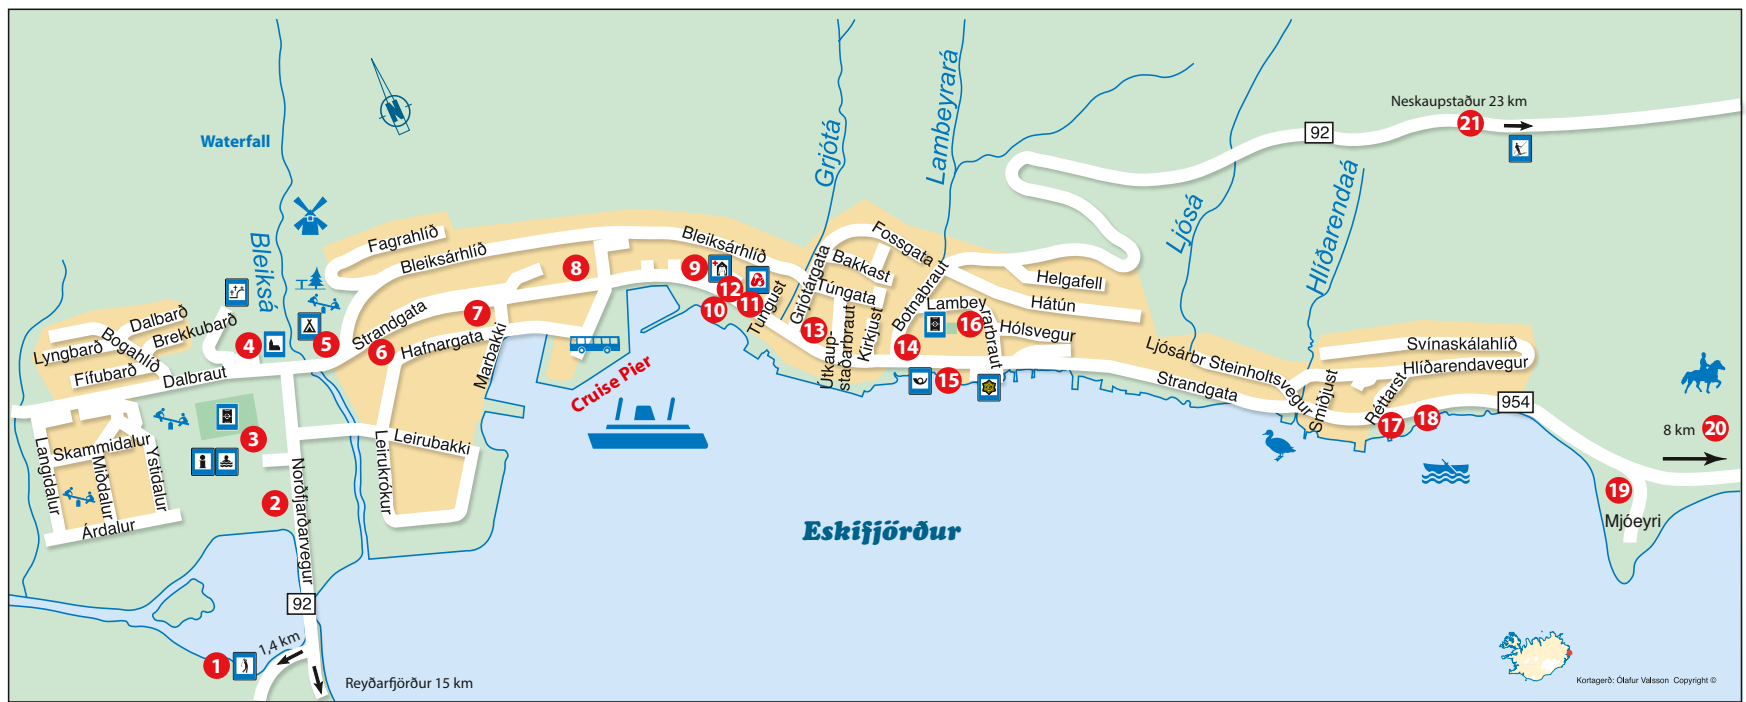 Neskaupstaður 23 km
21
92
N
Waterfall
Grjótá
Lambeyrará
Ljósá
Hlíðarendaá
Bleiksá
Fagrahlíð
Bleiksárhlíð
Bleiksárhlíð
Fossgata
Bakkast
Grjótárgata
Túngata
Botnabraut
Helgafell
Hátún
Lambey
rarbraut
Hólsvegur
Túngust
Utkaup-
staðarbraut
Kirkjust
8
9
12
10
11
13
14
16
15
Dalbarð
Brekkubarð
Bogahlíð
Lyngbarð
Fífubarð
Dalbraut
4
5
6
7
Strandgata
Hafnargata
Marbakki
Cruise Pier
Ljósárbr
Steinholtsvegur
Strandgata
Smiðjust
Réttarst
Svínaskálahlíð
Hlíðarendavegur
954
17
18
8 km
20
19
Mjóeyri
Langidalur
Skammidalur
Miðdalur
Ystidalur
Árdalur
3
2
Norðfjarðarvegur
Leirubakki
Leirukrókur
Eskifjörður
92
1,4 km
1
Reyðarfjörður 15 km
Kortagerð: Ólafur Valsson Copyright ©